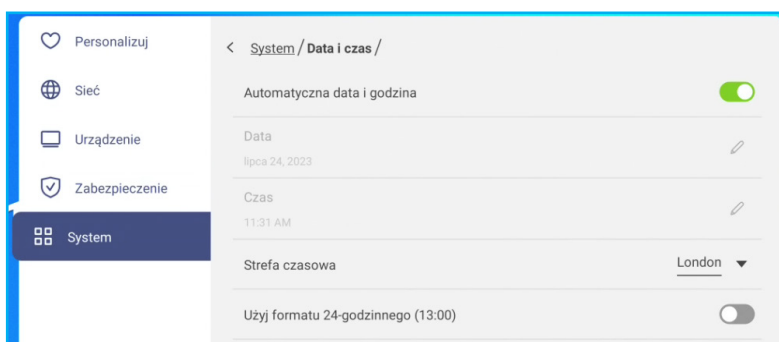 Personalizuj
Sieć
Urządzenie
Zabezpieczenie
System
System / Data i czas /
Automatyczna data i godzina
Data
lipca 24, 2023
Czas
11:31 AM
Strefa czasowa London
Użyj formatu 24-godzinnego (13:00)